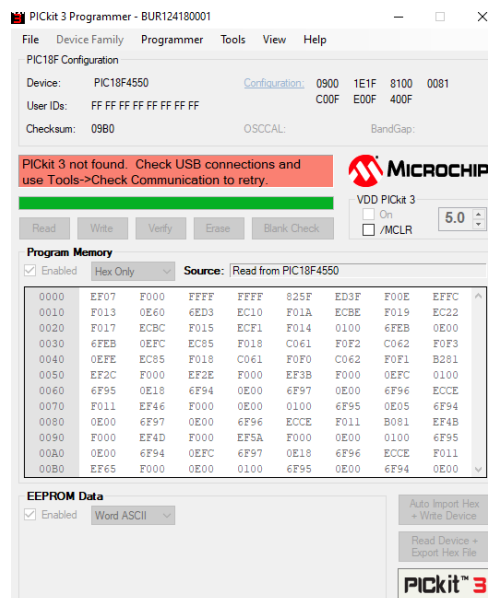 PICkit 3 Programmer - BUR124180001
File Device Family Programmer Tools View Help
PIC18F Configuration
Device: PIC18F4550 Configuration: 0900 1E1F 8100 0081
C00F E00F 400F
User IDs: FF FF FF FF FF FF FF FF
Checksum: 09B0 OSCCAL: BandGap:
PICkit 3 not found. Check USB connections and
use Tools->Check Communication to retry.
MICROCHIP
VDD PICkit 3
On
/MCLR
5.0
Read Write Verify Erase Blank Check
Program Memory
Enabled Hex Only Source: Read from PIC18F4550
0000 EF07 F000 FFFF FFFF 825F ED3F F00E EFFC
0010 F013 0E60 6ED3 EC10 F01A ECBE F019 EC22
0020 F017 ECBC F015 ECF1 F014 0100 6FEB 0E00
0030 6FEB 0EFC EC85 F018 C061 F0F2 C062 F0F3
0040 0EFE EC85 F018 C061 F0F0 C062 F0F1 B281
0050 EF2C F000 EF2E F000 EF3B F000 0EFC 0100
0060 6F95 0E18 6F94 0E00 6F97 0E00 6F96 ECCE
0070 F011 EF46 F000 0E00 0100 6F95 0E05 6F94
0080 0E00 6F97 0E00 6F96 ECCE F011 B081 EF4B
0090 F000 EF4D F000 EF5A F000 0E00 0100 6F95
00A0 0E00 6F94 0EFC 6F97 0E18 6F96 ECCE F011
00B0 EF65 F000 0E00 0100 6F95 0E00 6F94 0E00
EEPROM Data
Enabled Word ASCII
Auto Import Hex
+ Write Device
Read Device +
Export Hex File
PICkit™ 3